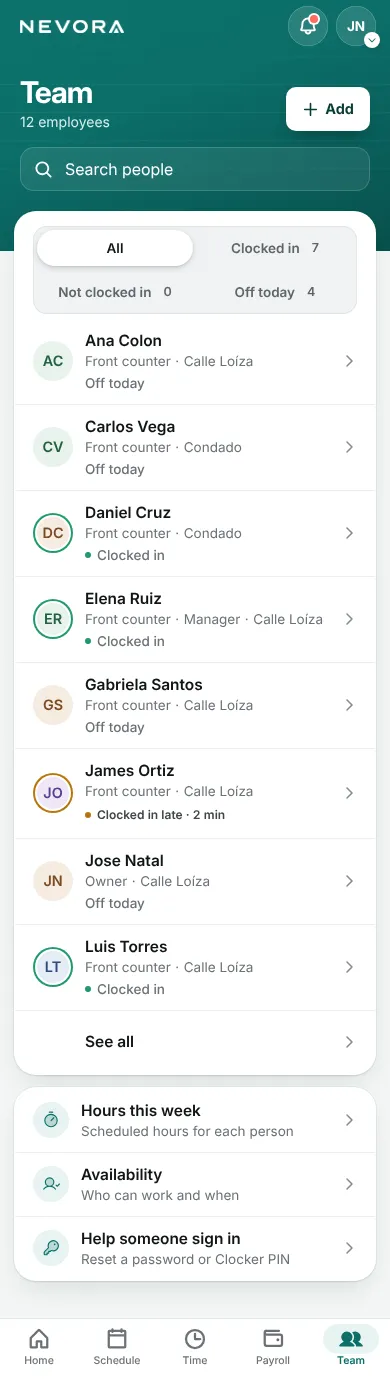 NEVORA
JN
Team
12 employees
+ Add
Search people
All
Clocked in 7
Not clocked in 0
Off today 4
Ana Colon
AC
Front counter · Calle Loíza
Off today
Carlos Vega
CV
Front counter · Condado
Off today
Daniel Cruz
DC
Front counter · Condado
Clocked in
Elena Ruiz
ER
Front counter · Manager · Calle Loíza
Clocked in
Gabriela Santos
GS
Front counter · Calle Loíza
Off today
James Ortiz
JO
Front counter · Calle Loíza
Clocked in late · 2 min
Jose Natal
JN
Owner · Calle Loíza
Off today
Luis Torres
LT
Front counter · Calle Loíza
Clocked in
See all
Hours this week
Scheduled hours for each person
Availability
Who can work and when
Help someone sign in
Reset a password or Clocker PIN
Home
Schedule
Time
Payroll
Team